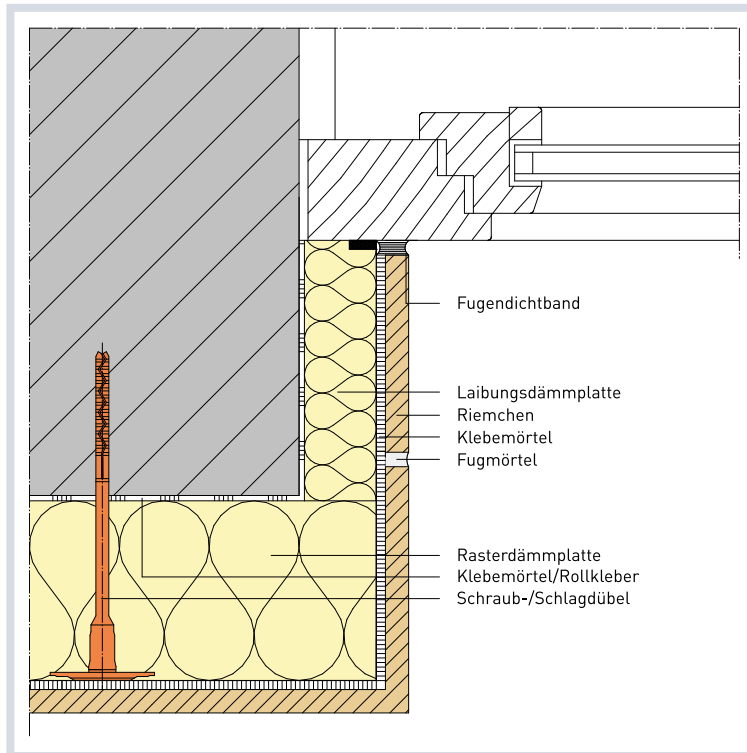 Fugendichtband
Laibungsdämmplatte
Riemchen
Klebemörtel
Fugmörtel
Rasterdämmplatte
Klebemörtel/Rollkleber
Schraub-/Schlagdübel